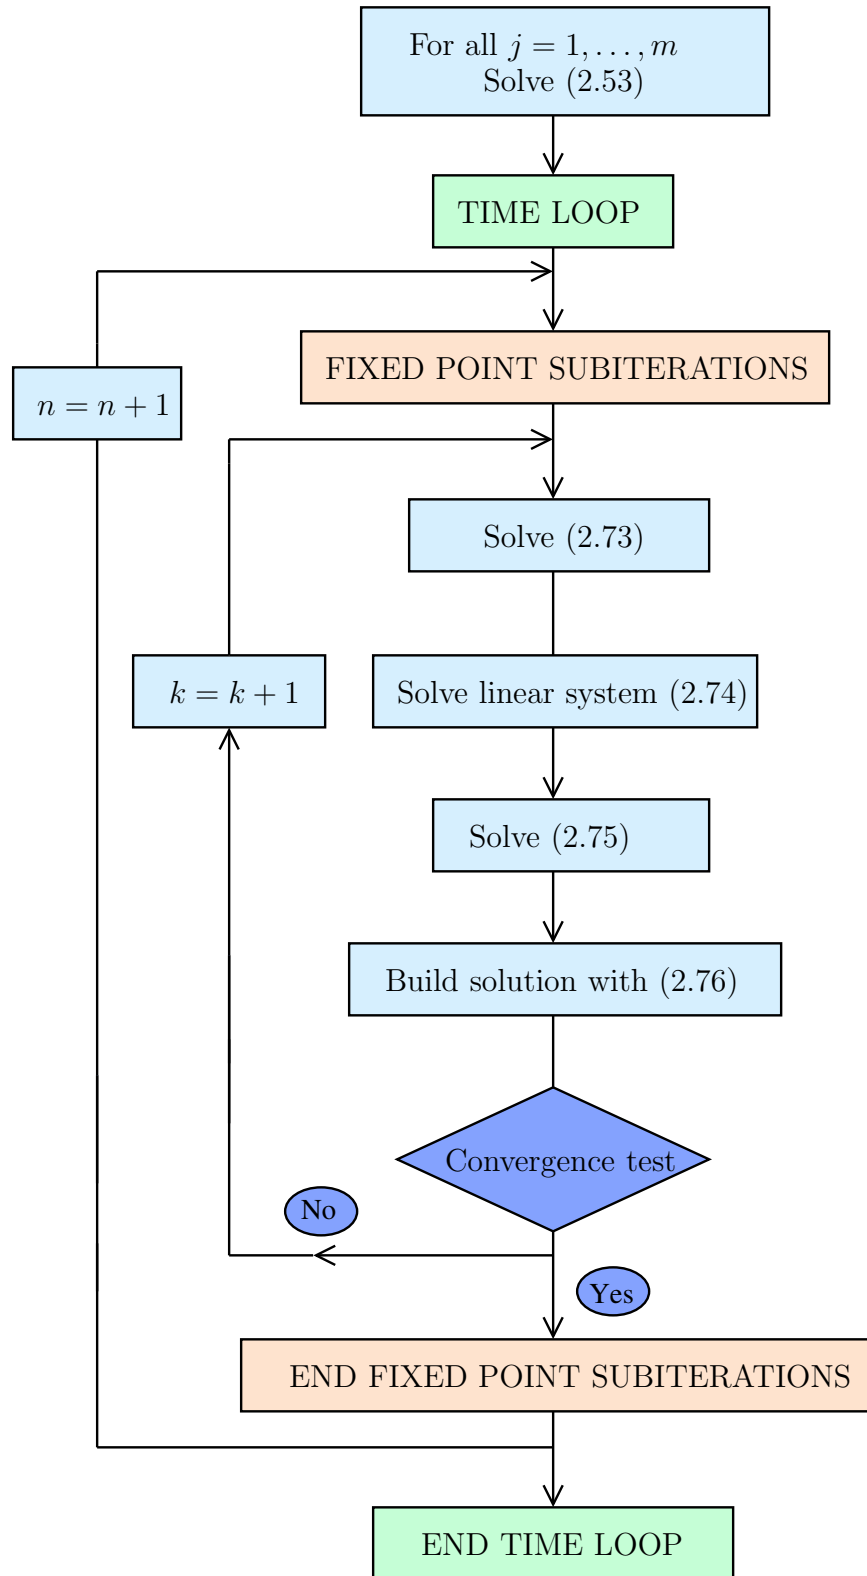 For all j = 1, . . . , m
Solve (2.53)
TIME LOOP
FIXED POINT SUBITERATIONS
n = n + 1
Solve (2.73)
k = k + 1
Solve linear system (2.74)
Solve (2.75)
Build solution with (2.76)
Convergence test
No
Yes
END FIXED POINT SUBITERATIONS
END TIME LOOP